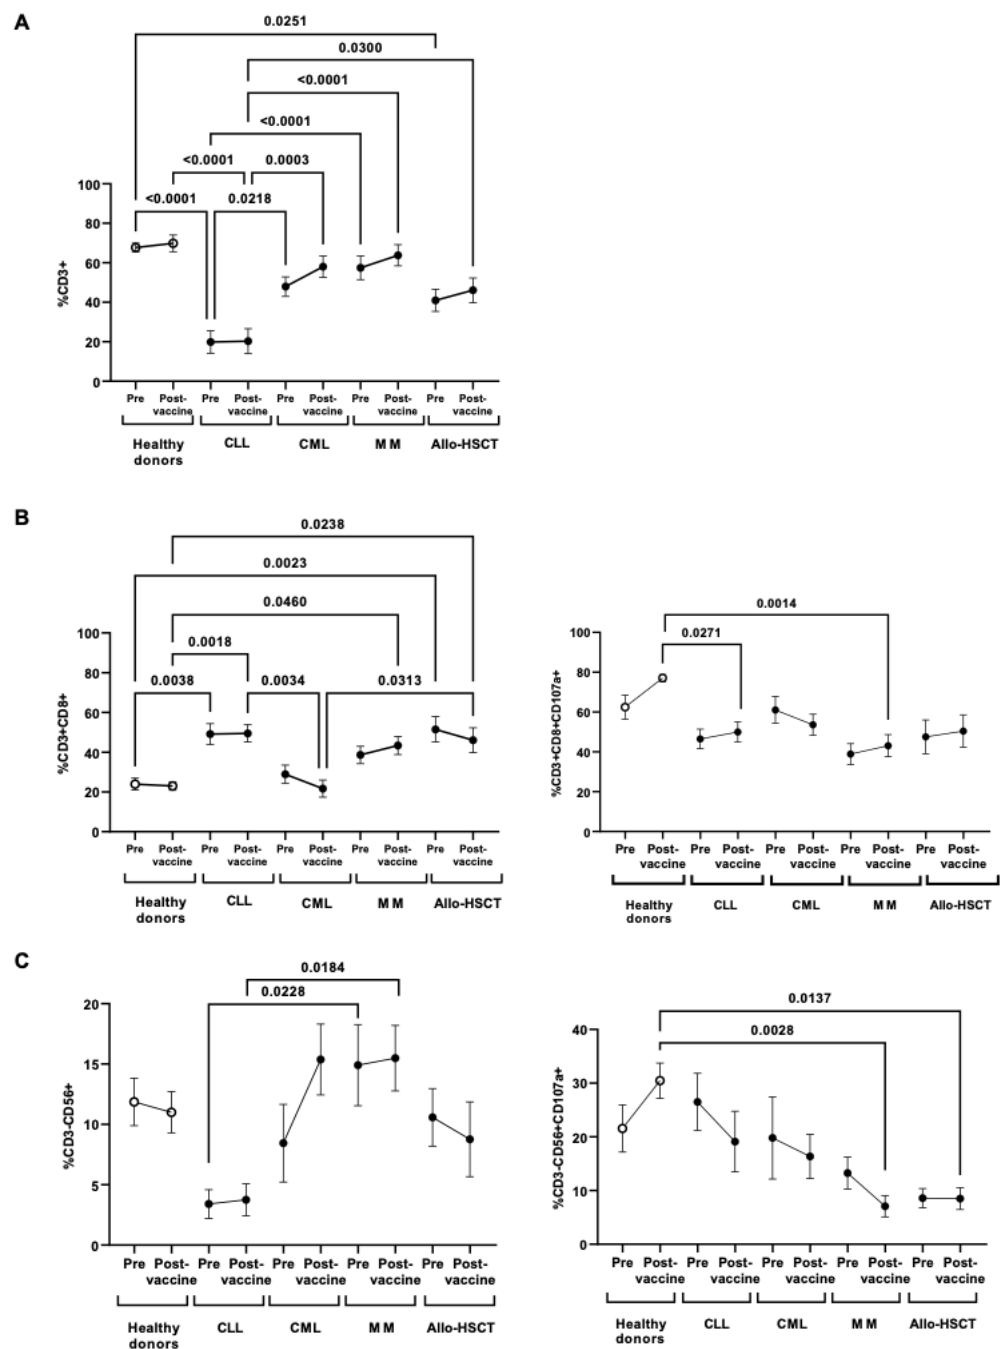 A
0.0251
0.0300
<0.0001
<0.0001
<0.0001 0.0003
<0.0001 0.0218
100
80
60
40
20
0
%CD3+
Pre Post-vaccine Pre Post-vaccine Pre Post-vaccine Pre Post-vaccine Pre Post-vaccine
Healthy donors CLL CML MM Allo-HSCT
B
0.0238
0.0023
0.0460
0.0018
0.0038 0.0034 0.0313
100
80
60
40
20
0
%CD3+CD8+
Pre Post-vaccine Pre Post-vaccine Pre Post-vaccine Pre Post-vaccine Pre Post-vaccine
Healthy donors CLL CML MM Allo-HSCT
0.0014
0.0271
100
80
60
40
20
0
%CD3+CD8+CD107a+
Pre Post-vaccine Pre Post-vaccine Pre Post-vaccine Pre Post-vaccine Pre Post-vaccine
Healthy donors CLL CML MM Allo-HSCT
C
0.0184
0.0228
20
15
10
5
0
%CD3-CD56+
Pre Post-vaccine Pre Post-vaccine Pre Post-vaccine Pre Post-vaccine Pre Post-vaccine
Healthy donors CLL CML MM Allo-HSCT
0.0137
0.0028
40
30
20
10
0
%CD3-CD56+CD107a+
Pre Post-vaccine Pre Post-vaccine Pre Post-vaccine Pre Post-vaccine Pre Post-vaccine
Healthy donors CLL CML MM Allo-HSCT